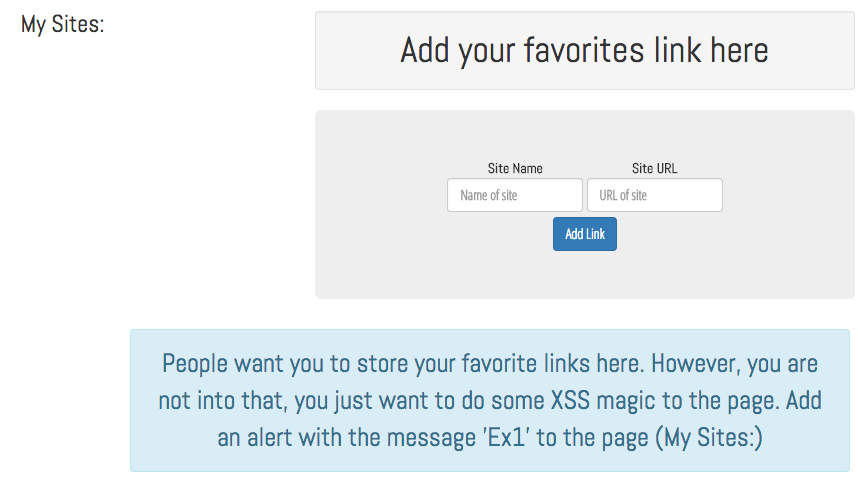 My Sites:
Add your favorites link here
Site Name
Site URL
Name of site
URL of site
Add Link
People want you to store your favorite links here. However, you are
not into that, you just want to do some XSS magic to the page. Add
an alert with the message 'Ex1' to the page (My Sites:)